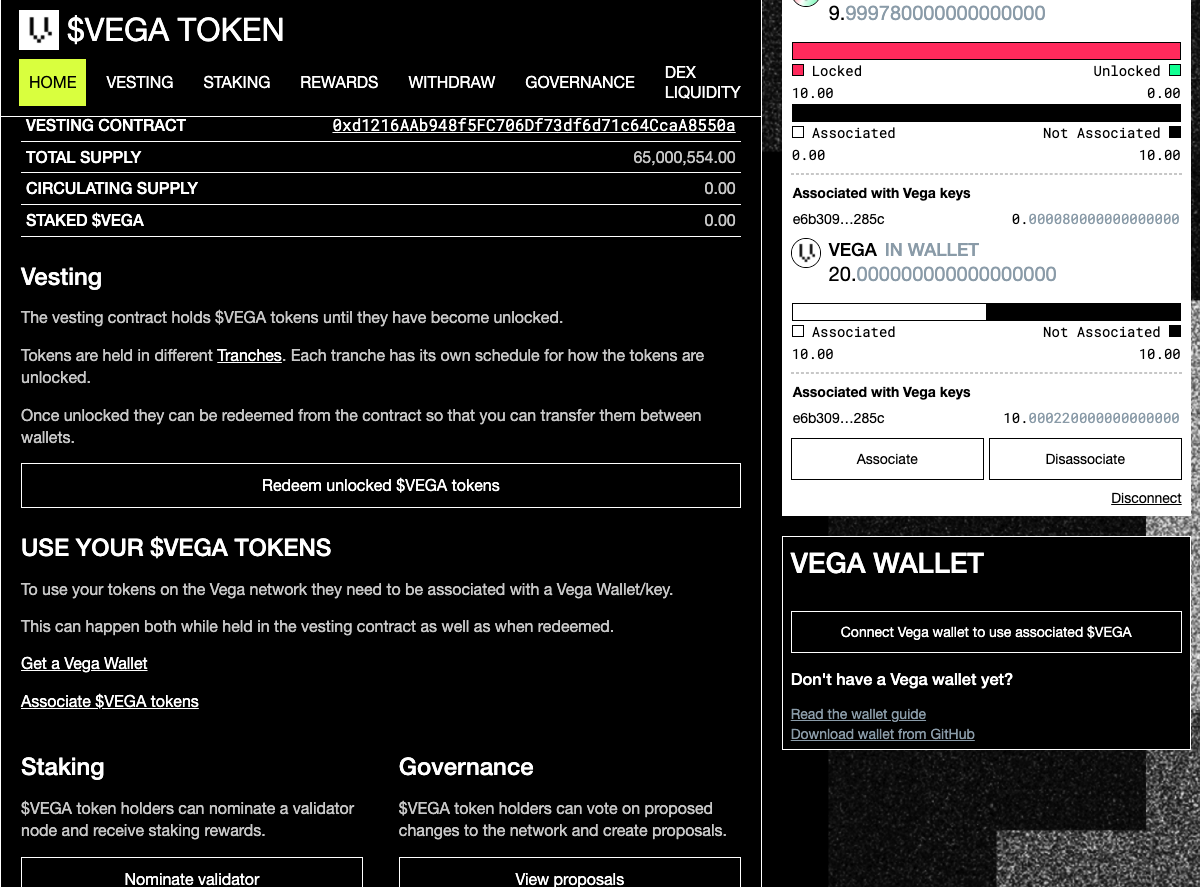 $VEGA TOKEN
HOME
VESTING
STAKING
REWARDS
WITHDRAW
GOVERNANCE
DEX
LIQUIDITY
VESTING CONTRACT 0xd1216AAb948f5FC706Df73df6d71c64CcaA8550a
TOTAL SUPPLY 65,000,554.00
CIRCULATING SUPPLY 0.00
STAKED $VEGA 0.00
Vesting
The vesting contract holds $VEGA tokens until they have become unlocked.
Tokens are held in different Tranches. Each tranche has its own schedule for how the tokens are
unlocked.
Once unlocked they can be redeemed from the contract so that you can transfer them between
wallets.
Redeem unlocked $VEGA tokens
USE YOUR $VEGA TOKENS
To use your tokens on the Vega network they need to be associated with a Vega Wallet/key.
This can happen both while held in the vesting contract as well as when redeemed.
Get a Vega Wallet
Associate $VEGA tokens
Staking
$VEGA token holders can nominate a validator
node and receive staking rewards.
Nominate validator
Governance
$VEGA token holders can vote on proposed
changes to the network and create proposals.
View proposals
9.999780000000000000
Locked Unlocked
10.00 0.00
Associated Not Associated
0.00 10.00
Associated with Vega keys
e6b309...285c 0.000080000000000000
VEGA IN WALLET
20.000000000000000000
Associated Not Associated
10.00 10.00
Associated with Vega keys
e6b309...285c 10.000220000000000000
Associate
Disassociate
Disconnect
VEGA WALLET
Connect Vega wallet to use associated $VEGA
Don't have a Vega wallet yet?
Read the wallet guide
Download wallet from GitHub